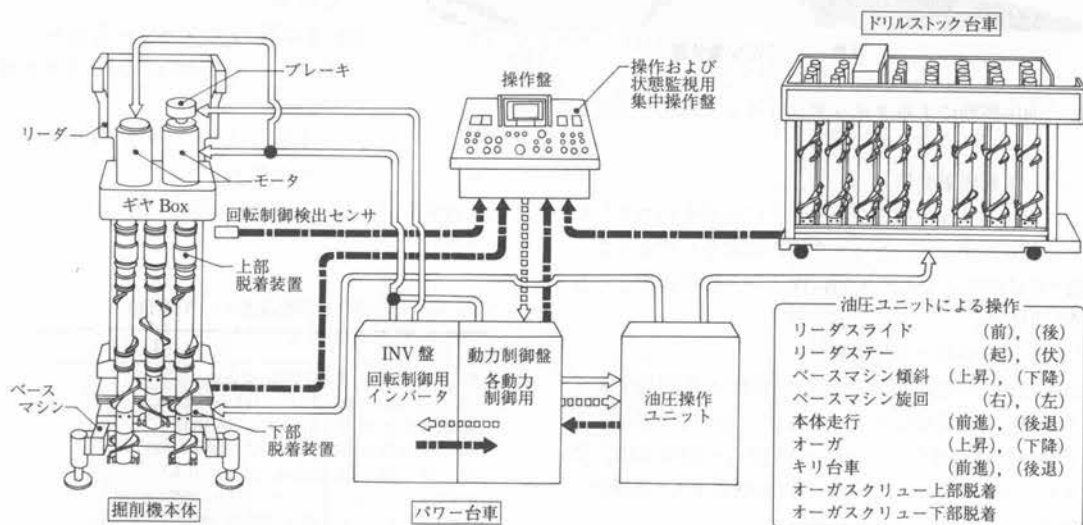 ドリルストック台車
ブレーキ
操作盤
操作および
状態監視用
集中操作盤
リーダ
モータ
ギヤ Box
回転制御検出センサ
上部
脱着装置
ベース
マシン
下部
脱着装置
掘削機本体
INV 盤
回転制御用
インバータ
動力制御盤
各動力
制御用
パワー台車
油圧操作
ユニット
油圧ユニットによる操作
リーダスライド (前), (後)
リーダステー (起), (伏)
ベースマシン傾斜 (上昇), (下降)
ベースマシン旋回 (右), (左)
本体走行 (前進), (後退)
オーガ (上昇), (下降)
キリ台車 (前進), (後退)
オーガスクリュー上部脱着
オーガスクリュー下部脱着